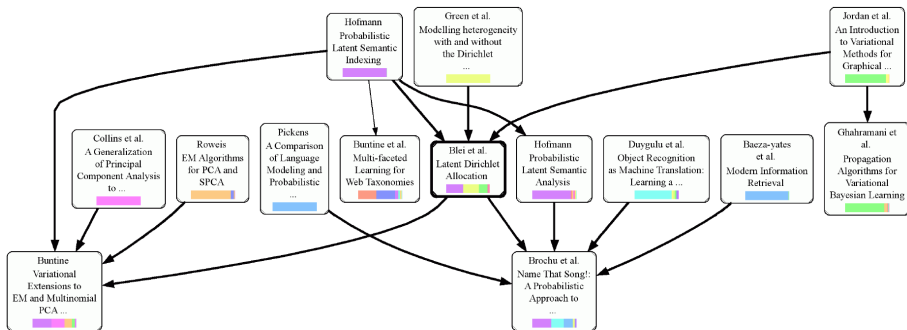 Hofmann
Probabilistic
Latent Semantic
Indexing
Green et al.
Modelling heterogeneity
with and without
the Dirichlet
...
Jordan et al.
An Introduction
to Variational
Methods for
Graphical ...
Collins et al.
A Generalization
of Principal
Component Analysis
to ...
Roweis
EM Algorithms
for PCA and
SPCA
Pickens
A Comparison
of Language
Modeling and
Probabilistic
...
Buntine et al.
Multi-faceted
Learning for
Web Taxonomies
Blei et al.
Latent Dirichlet
Allocation
Hofmann
Probabilistic
Latent Semantic
Analysis
Duygulu et al.
Object Recognition
as Machine Translation:
Learning a ...
Baeza-yates
et al.
Modern Information
Retrieval
Ghahramani et
al.
Propagation
Algorithms for
Variational
Bayesian Learning
Buntine
Variational
Extensions to
EM and Multinomial
PCA ...
Brochu et al.
Name That Song!:
A Probabilistic
Approach to
...